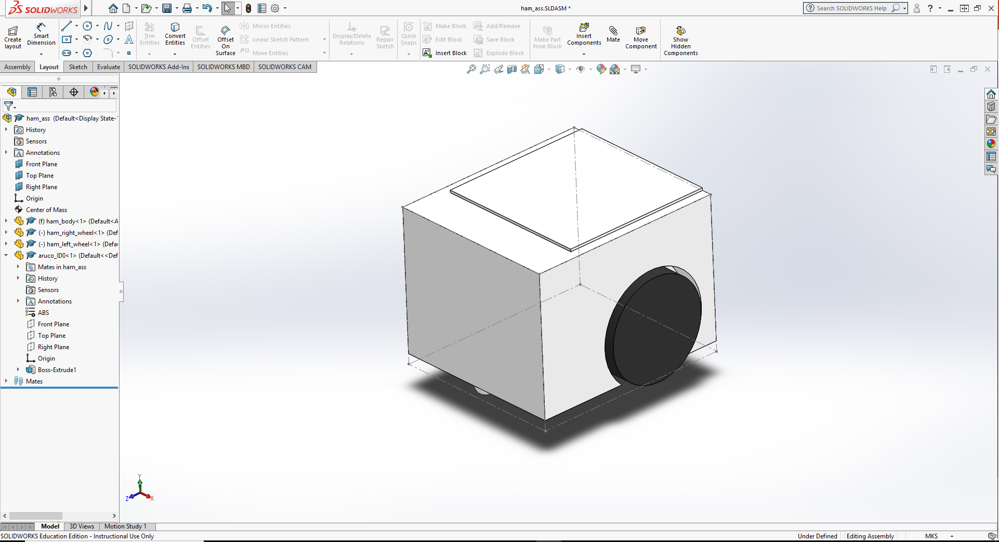 SOLIDWORKS
ham_ass.SLDASM *
Search SOLIDWORKS Help
?
Create layout
Smart Dimension
Trim Entities
Convert Entities
Offset Entities
Offset On Surface
Mirror Entities
Linear Sketch Pattern
Move Entities
Display/Delete Relations
Repair Sketch
Quick Snaps
Make Block
Edit Block
Insert Block
Add/Remove
Save Block
Explode Block
Make Part from Block
Insert Components
Mate
Move Component
Show Hidden Components
Assembly
Layout
Sketch
Evaluate
SOLIDWORKS Add-Ins
SOLIDWORKS MBD
SOLIDWORKS CAM
ham_ass (Default<Display State-
History
Sensors
Annotations
Front Plane
Top Plane
Right Plane
Origin
Center of Mass
(f) ham_body<1> (Default<A
(-) ham_right_wheel<1> (Def
(-) ham_left_wheel<1> (Defau
aruco_ID0<1> (Default<<Def
Mates in ham_ass
History
Sensors
Annotations
ABS
Front Plane
Top Plane
Right Plane
Origin
Boss-Extrude1
Mates
Y
Z
X
Model
3D Views
Motion Study 1
SOLIDWORKS Education Edition - Instructional Use Only
Under Defined
Editing Assembly
MKS